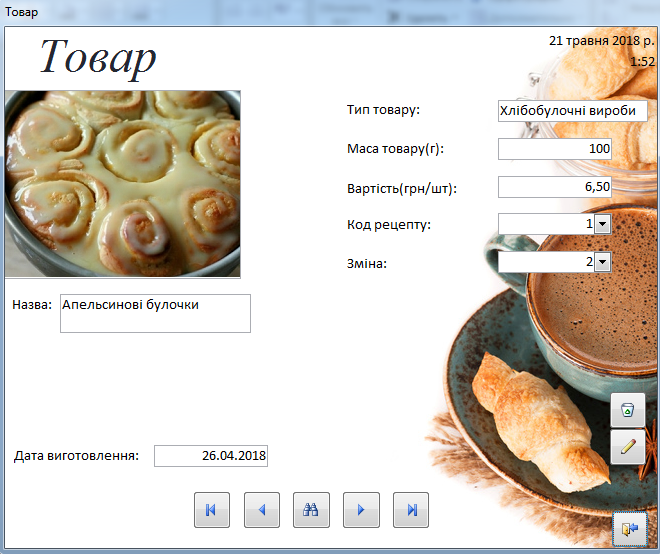 Товар
21 травня 2018 р.
1:52
Товар
Тип товару: Хлібобулочні вироби
Маса товару(г): 100
Вартість(грн/шт): 6,50
Код рецепту: 1
Зміна: 2
Назва: Апельсинові булочки
Дата виготовлення: 26.04.2018